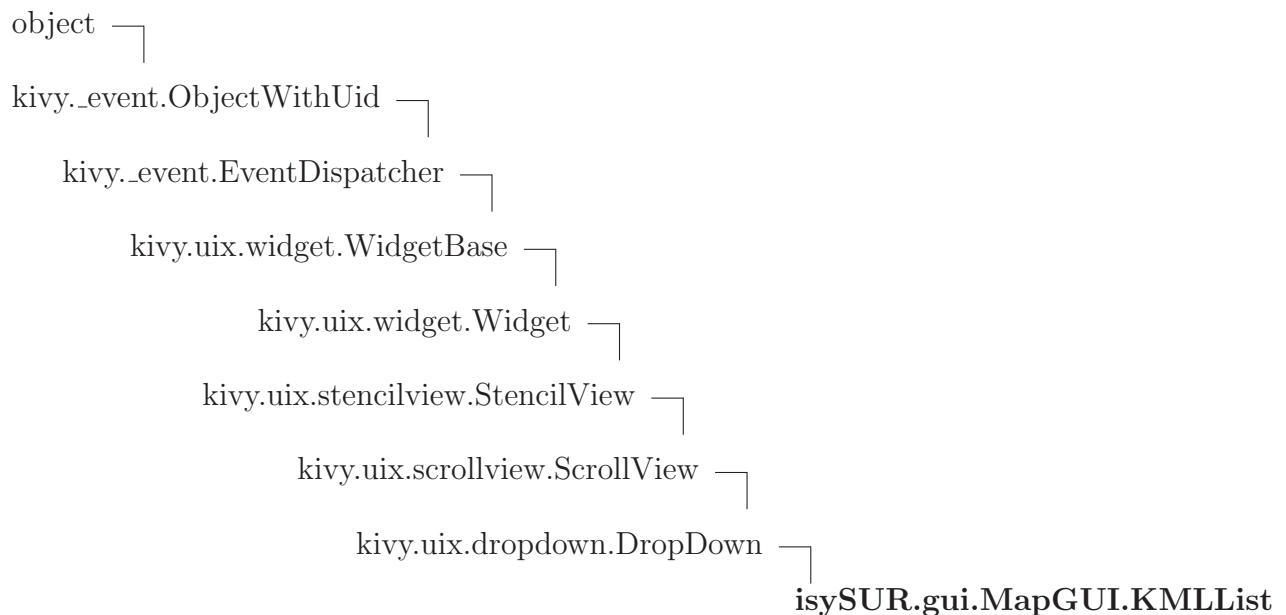 object
kivy._event.ObjectWithUid
kivy._event.EventDispatcher
kivy.uix.widget.WidgetBase
kivy.uix.widget.Widget
kivy.uix.stencilview.StencilView
kivy.uix.scrollview.ScrollView
kivy.uix.dropdown.DropDown
isySUR.gui.MapGUI.KMLList